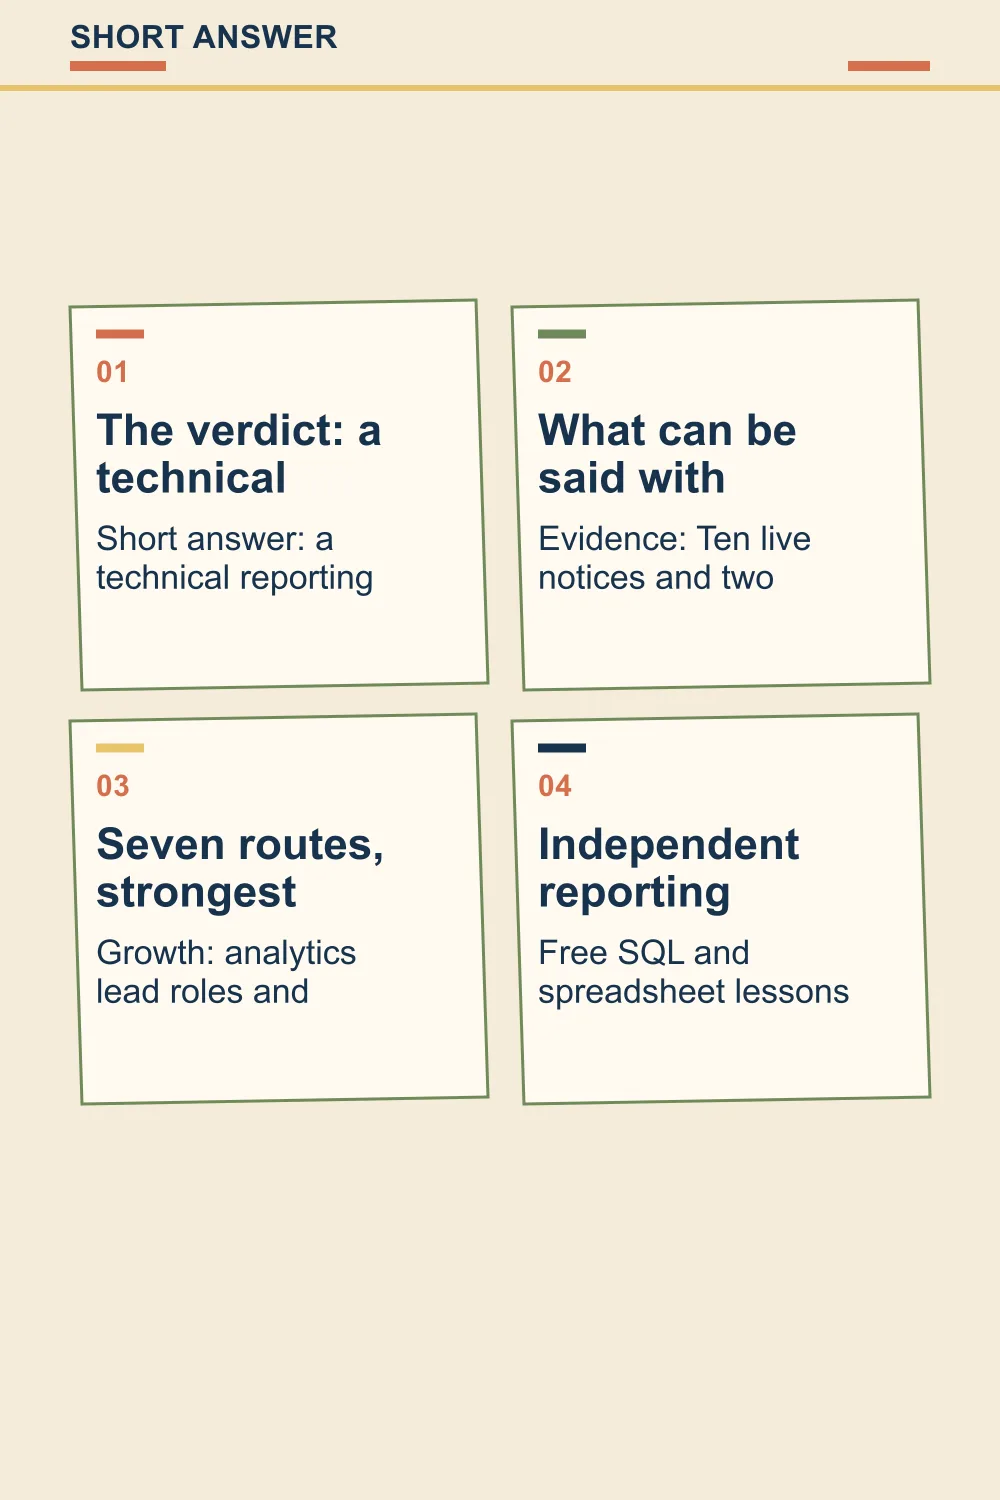 SHORT ANSWER
01
The verdict: a
technical
Short answer: a
technical reporting
02
What can be
said with
Evidence: Ten live
notices and two
03
Seven routes,
strongest
Growth: analytics
lead roles and
04
Independent
reporting
Free SQL and
spreadsheet lessons